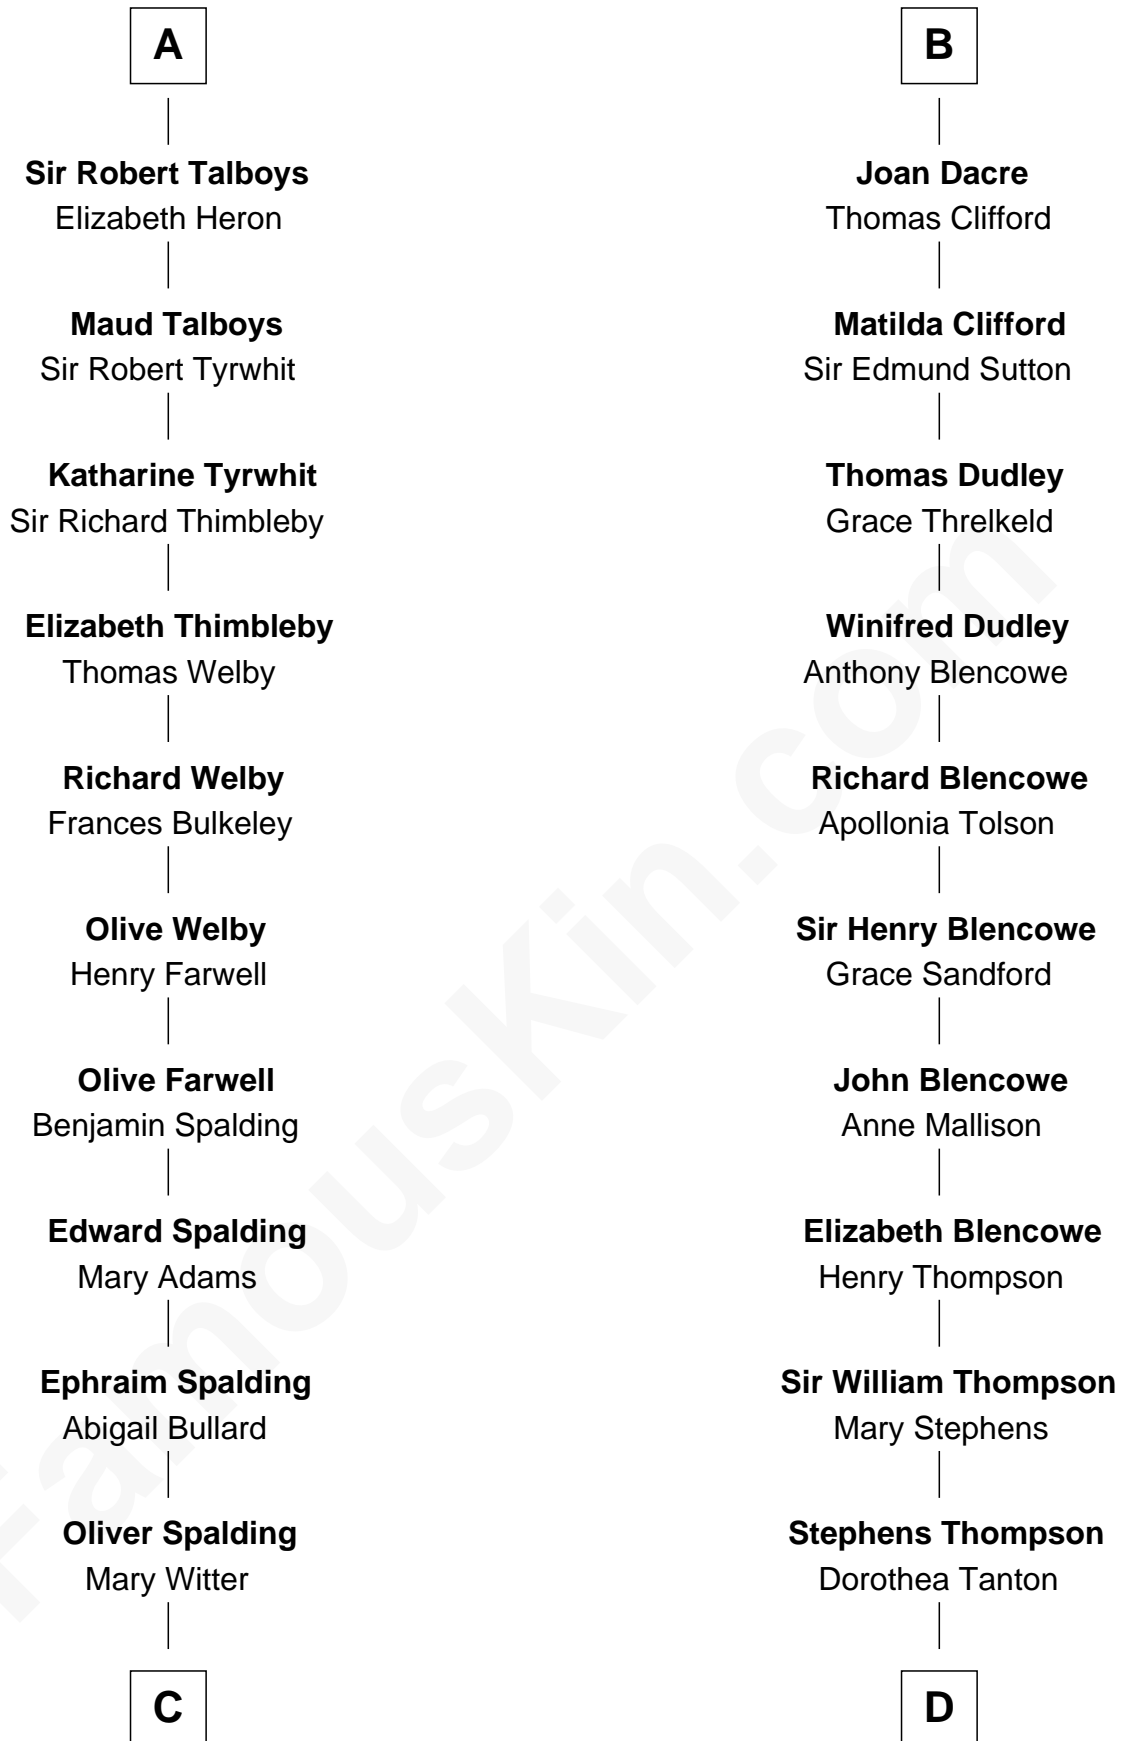 A
Sir Robert Talboys
Elizabeth Heron
Maud Talboys
Sir Robert Tyrwhit
Katharine Tyrwhit
Sir Richard Thimbleby
Elizabeth Thimbleby
Thomas Welby
Richard Welby
Frances Bulkeley
Olive Welby
Henry Farwell
Olive Farwell
Benjamin Spalding
Edward Spalding
Mary Adams
Ephraim Spalding
Abigail Bullard
Oliver Spalding
Mary Witter
C
B
Joan Dacre
Thomas Clifford
Matilda Clifford
Sir Edmund Sutton
Thomas Dudley
Grace Threlkeld
Winifred Dudley
Anthony Blencowe
Richard Blencowe
Apollonia Tolson
Sir Henry Blencowe
Grace Sandford
John Blencowe
Anne Mallison
Elizabeth Blencowe
Henry Thompson
Sir William Thompson
Mary Stephens
Stephens Thompson
Dorothea Tanton
D
FamousKin.com